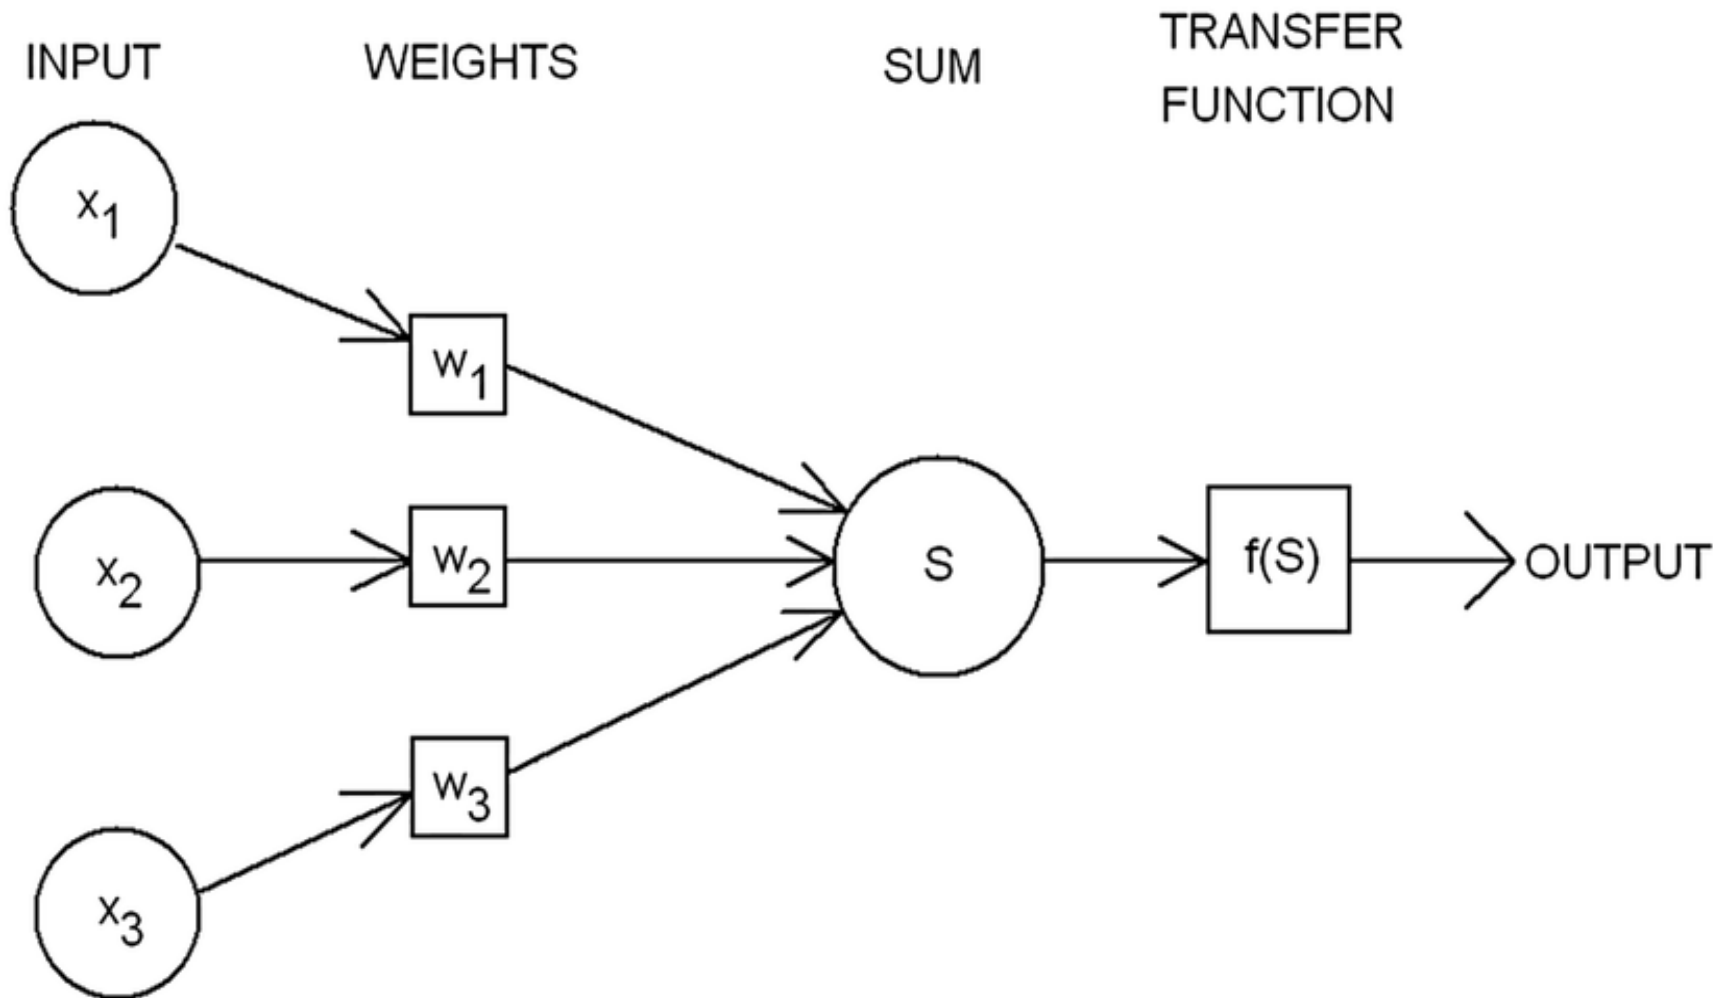 INPUT
WEIGHTS
SUM
TRANSFER
FUNCTION
x1
w1
x2
w2
S
f(S)
OUTPUT
w3
x3